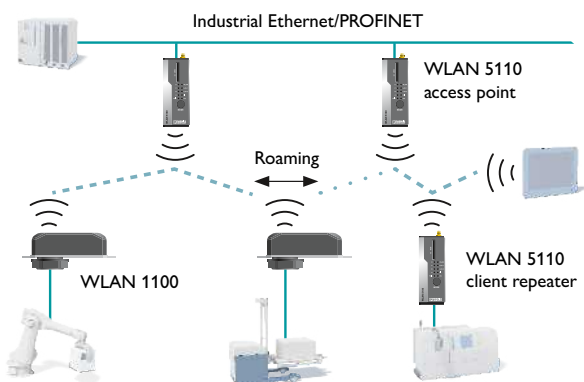 Industrial Ethernet/PROFINET
WLAN 5110
access point
Roaming
WLAN 1100
WLAN 5110
client repeater